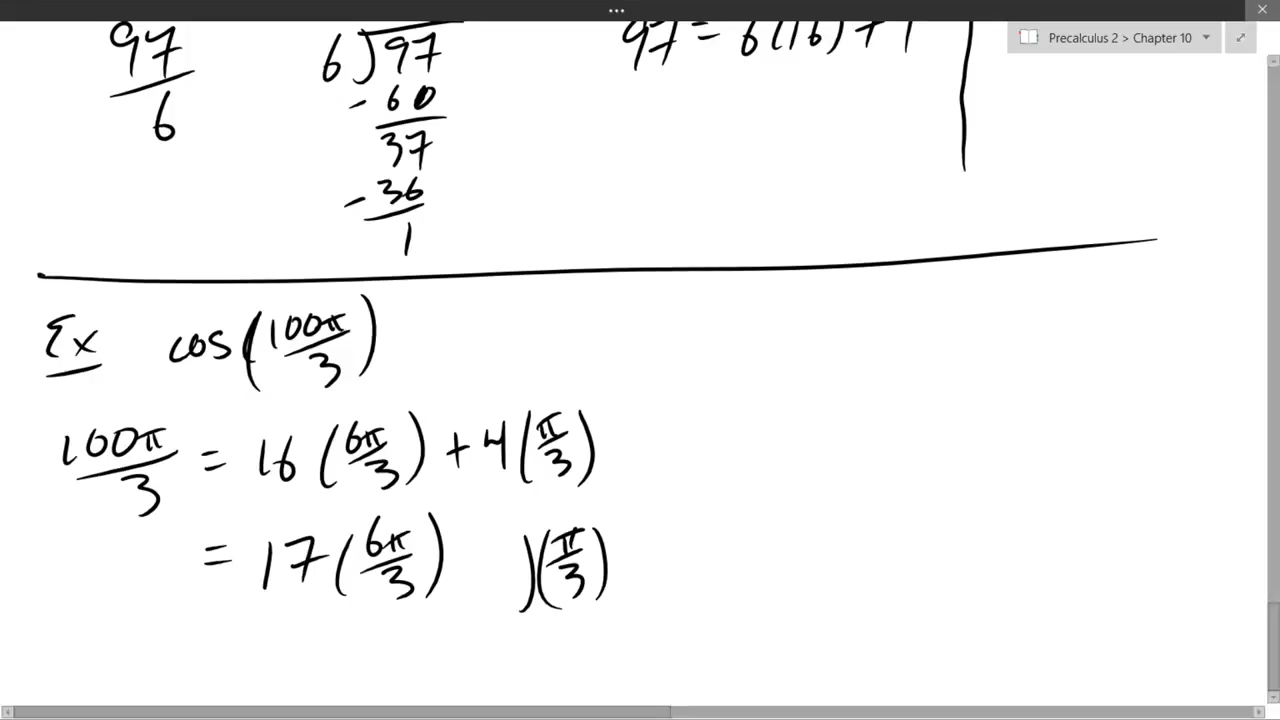 ...
Precalculus 2 > Chapter 10
97/6   6)97   97 = 6(16) + 1
- 60
37
- 36
1
Ex cos(100π/3)
100π/3 = 16(6π/3) + 4(π/3)
= 17(6π/3)   )(π/3)